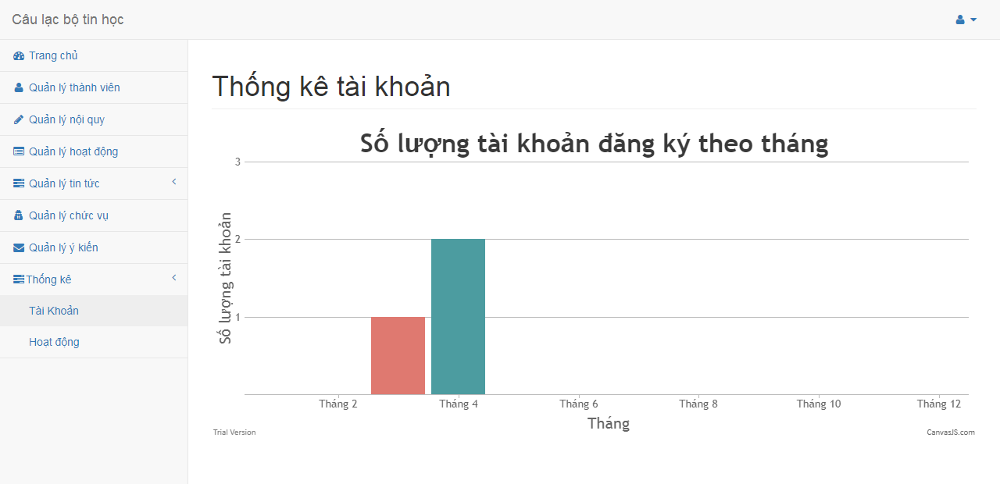 Câu lạc bộ tin học
Trang chủ
Quản lý thành viên
Quản lý nội quy
Quản lý hoạt động
Quản lý tin tức
Quản lý chức vụ
Quản lý ý kiến
Thống kê
Tài Khoản
Hoạt động
Thống kê tài khoản
Số lượng tài khoản đăng ký theo tháng
Số lượng tài khoản
3
2
1
Tháng 2
Tháng 4
Tháng 6
Tháng 8
Tháng 10
Tháng 12
Tháng
Trial Version
CanvasJS.com